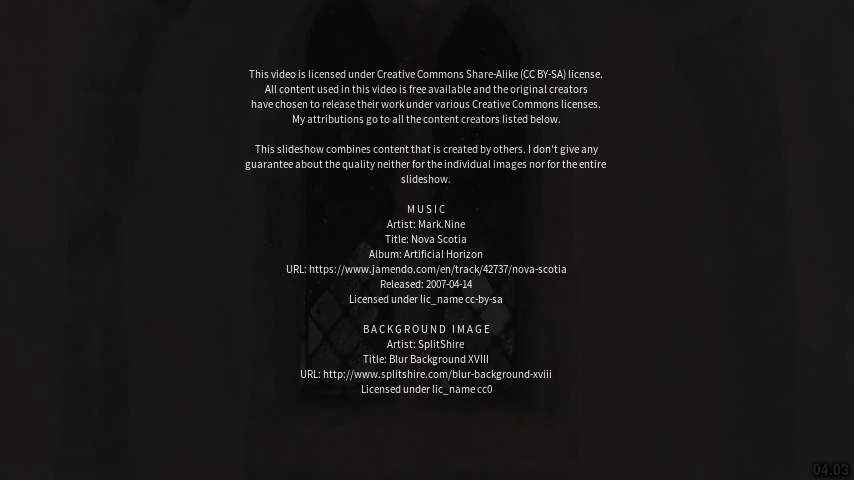 This video is licensed under Creative Commons Share-Alike (CC BY-SA) license.
All content used in this video is free available and the original creators
have chosen to release their work under various Creative Commons licenses.
My attributions go to all the content creators listed below.
This slideshow combines content that is created by others. I don't give any
guarantee about the quality neither for the individual images nor for the entire
slideshow.
MUSIC
Artist: Mark.Nine
Title: Nova Scotia
Album: Artificial Horizon
URL: https://www.jamendo.com/en/track/42737/nova-scotia
Released: 2007-04-14
Licensed under lic_name cc-by-sa
BACKGROUND IMAGE
Artist: SplitShire
Title: Blur Background XVIII
URL: http://www.splitshire.com/blur-background-xviii
Licensed under lic_name cc0
04.03